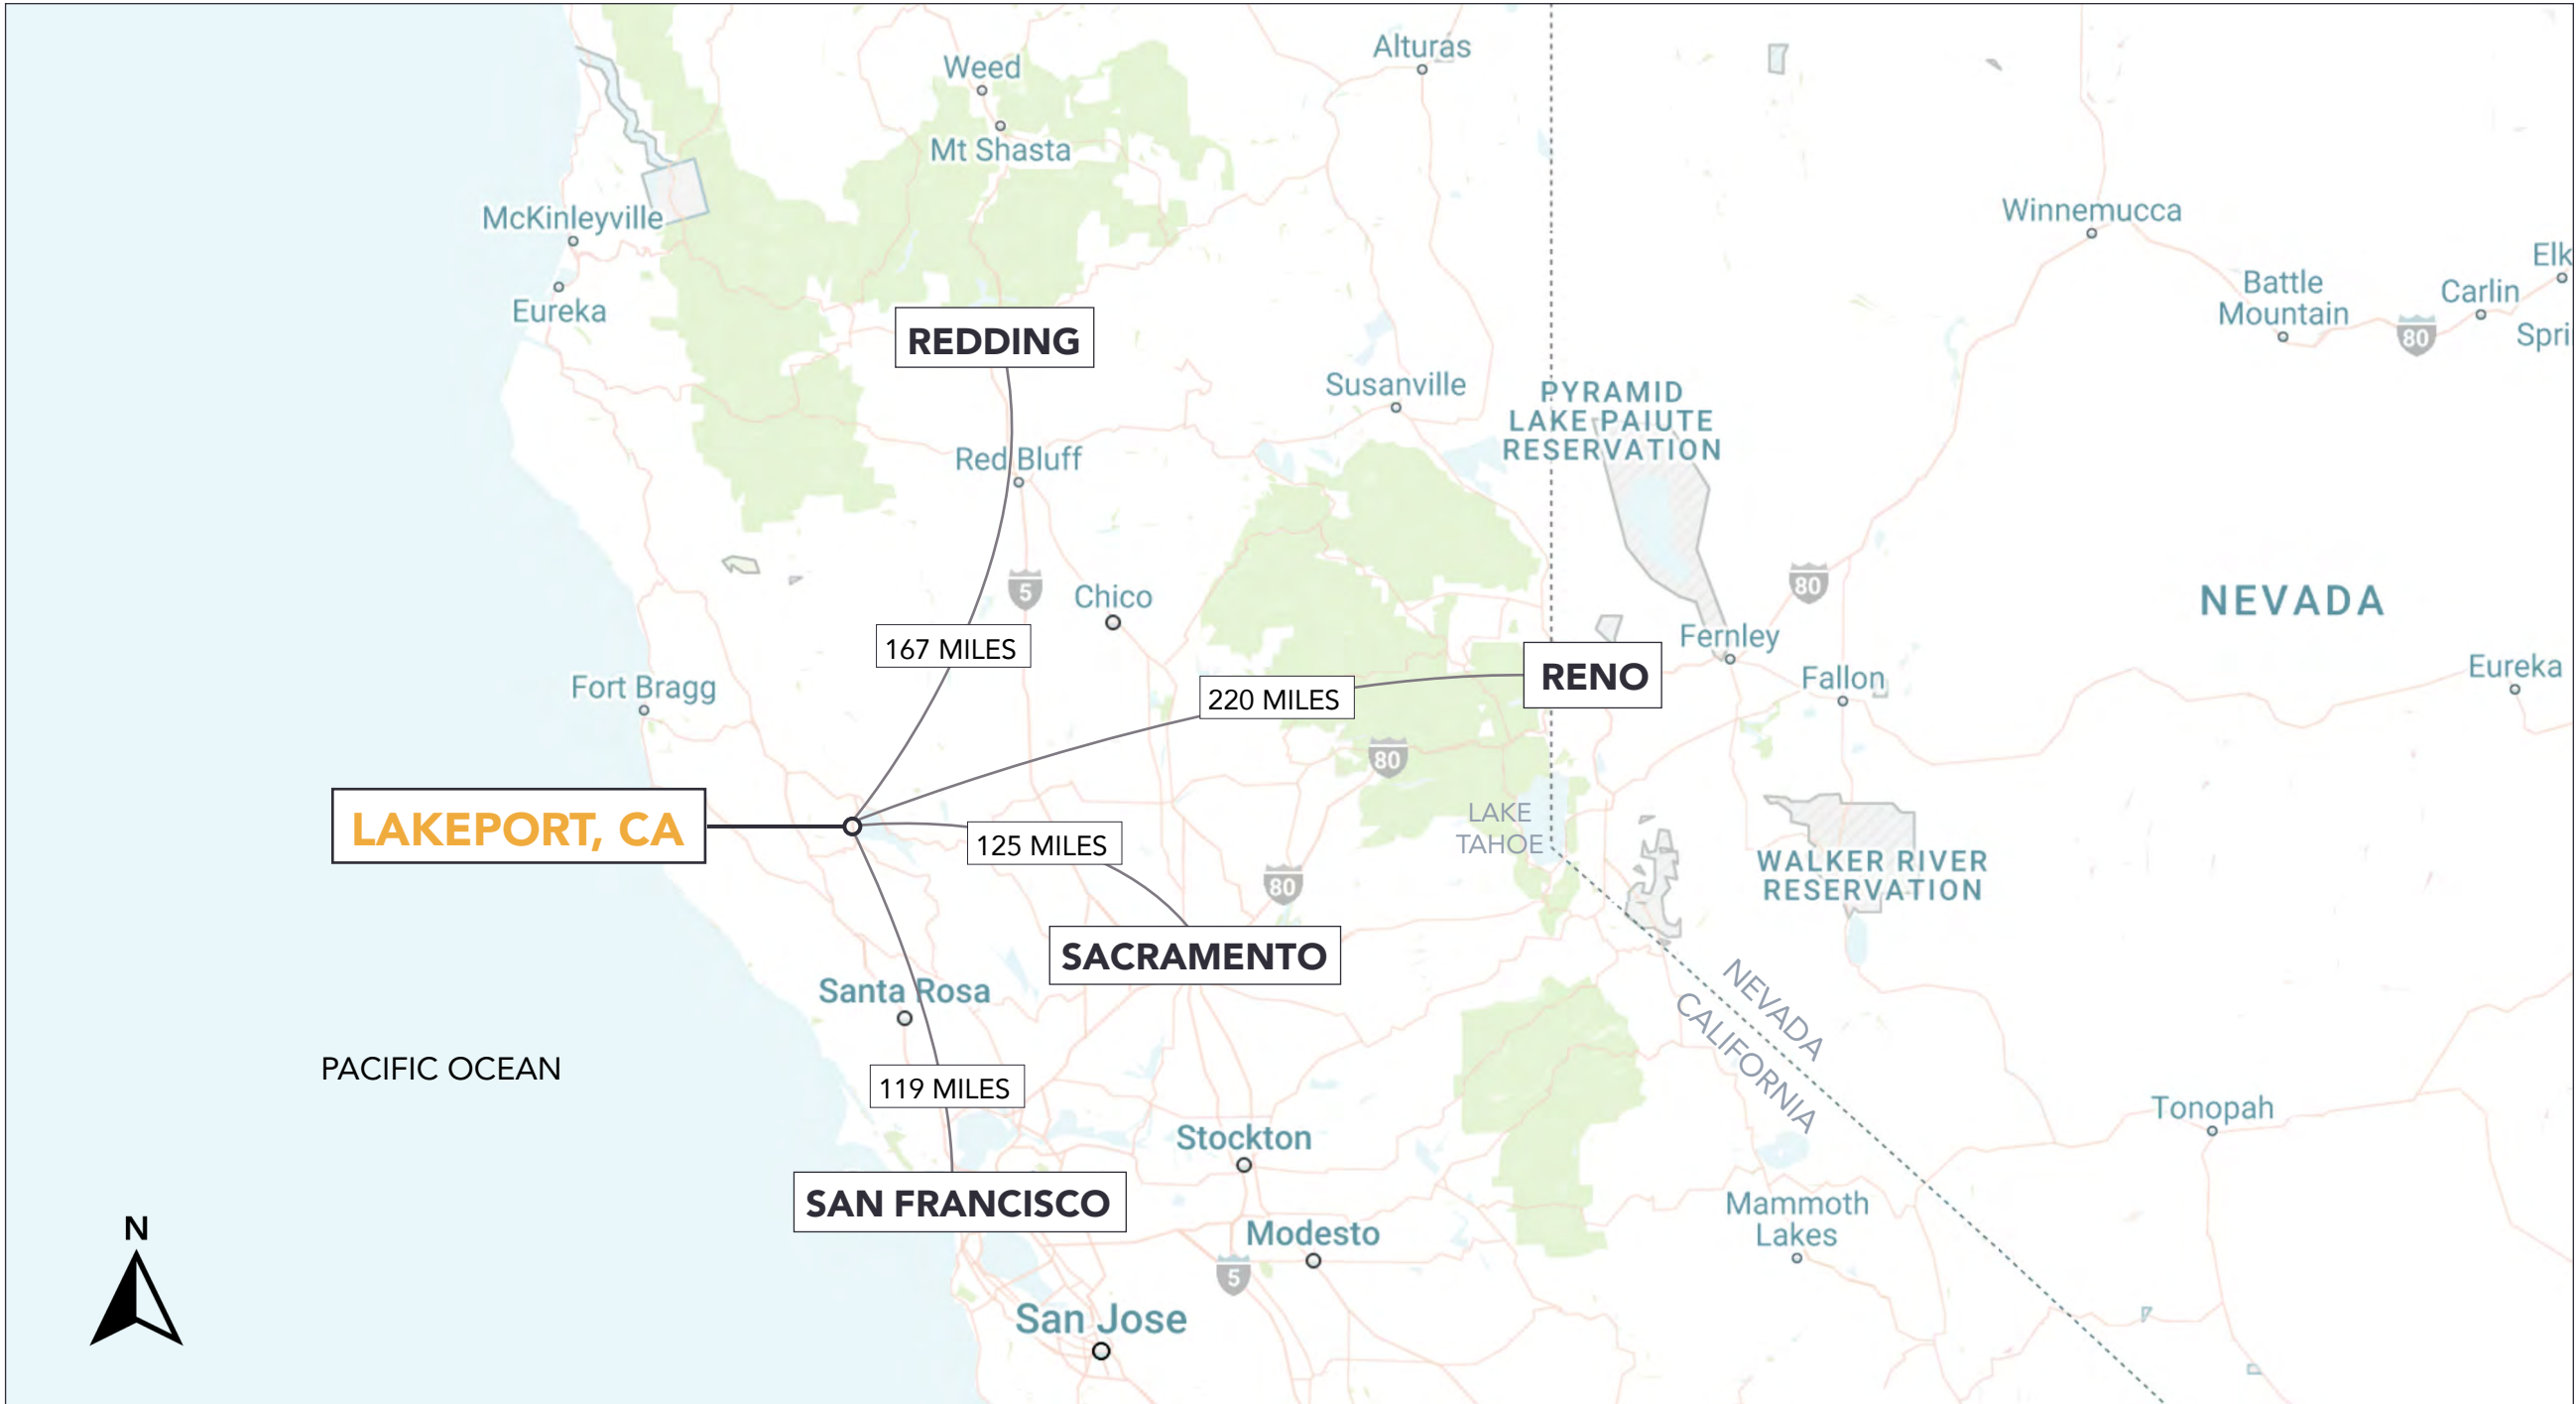 Weed
Mt Shasta
Alturas
McKinleyville
Eureka
Winnemucca
Elk
Battle
Mountain
Carlin
80
Spri
REDDING
Susanville
PYRAMID
LAKE PAIUTE
RESERVATION
Red Bluff
5
Chico
80
NEVADA
167 MILES
Fernley
Fort Bragg
220 MILES
RENO
Fallon
Eureka
80
LAKEPORT, CA
125 MILES
LAKE
TAHOE
80
WALKER RIVER
RESERVATION
SACRAMENTO
Santa Rosa
NEVADA
CALIFORNIA
PACIFIC OCEAN
119 MILES
Stockton
Tonopah
SAN FRANCISCO
Modesto
Mammoth
Lakes
N
5
San Jose